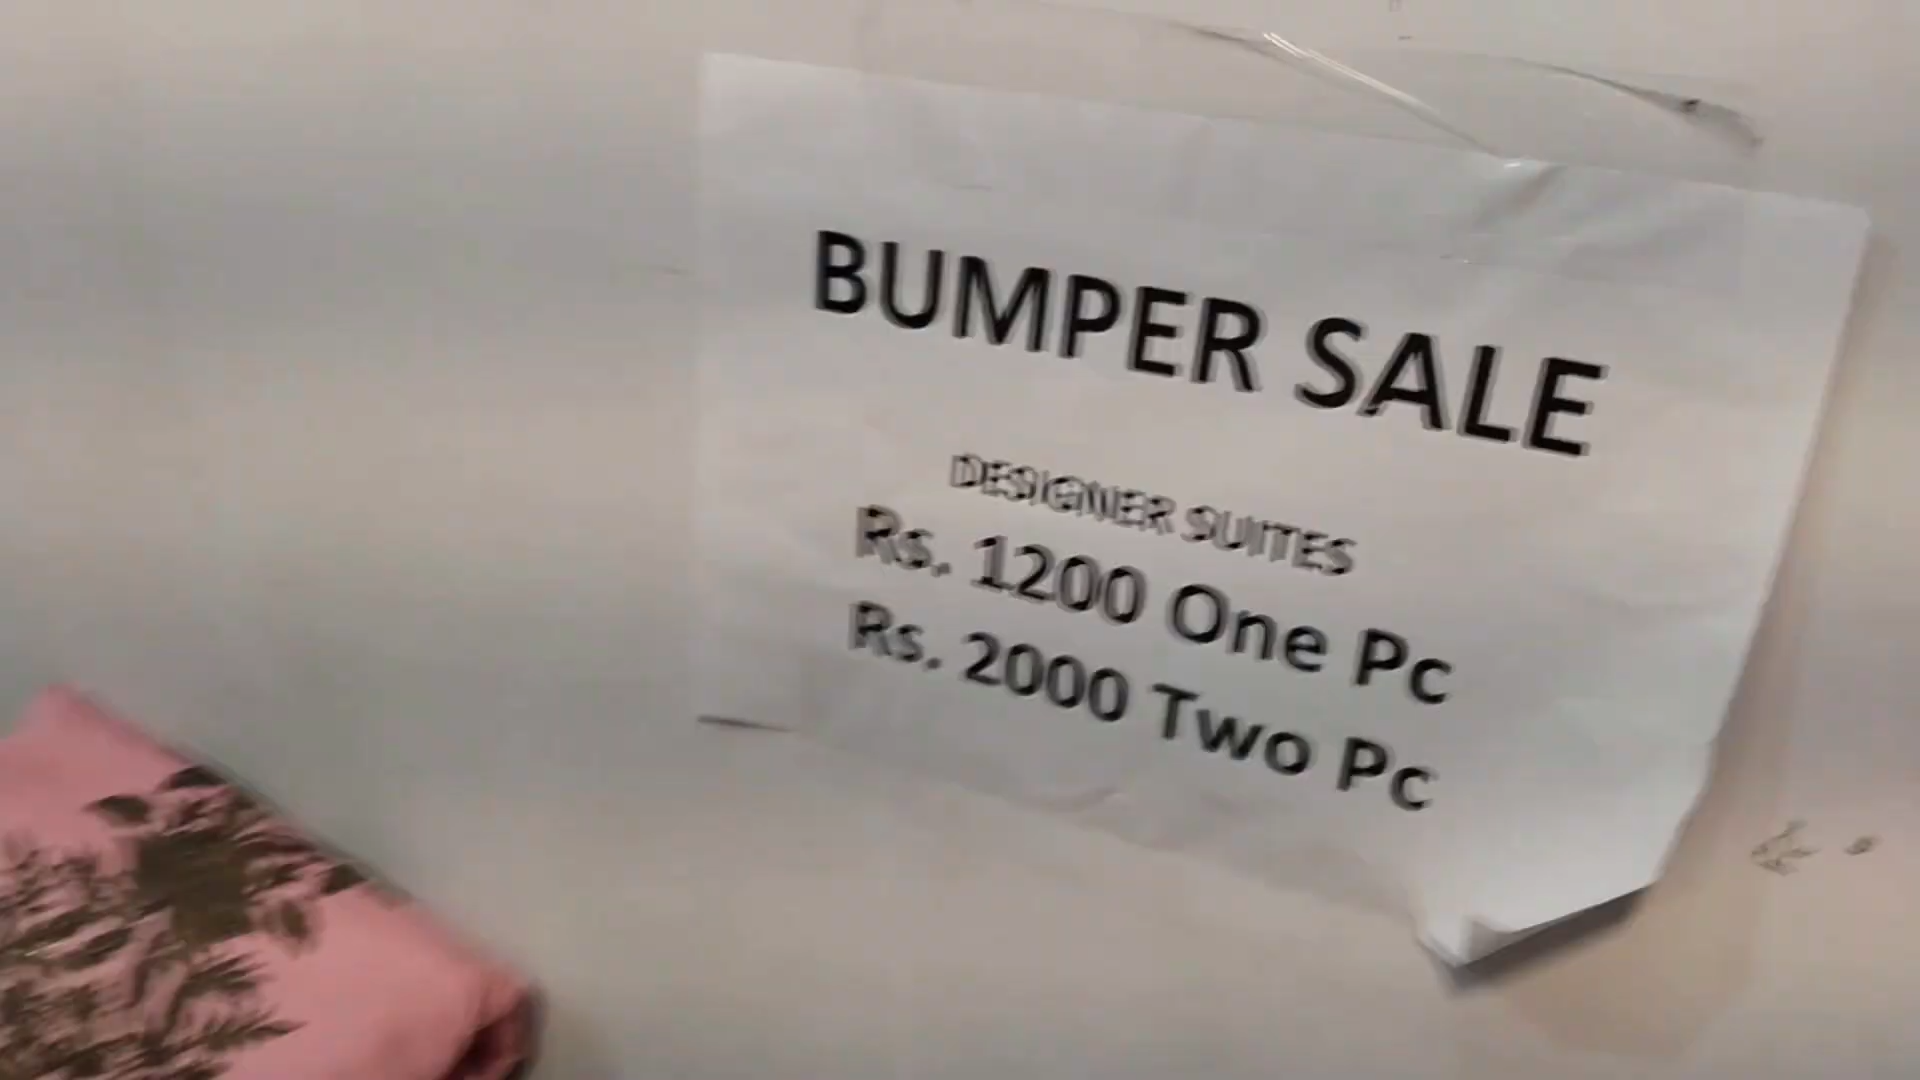 BUMPER SALE
DESIGNER SUITES
Rs. 1200 One Pc
Rs. 2000 Two Pc